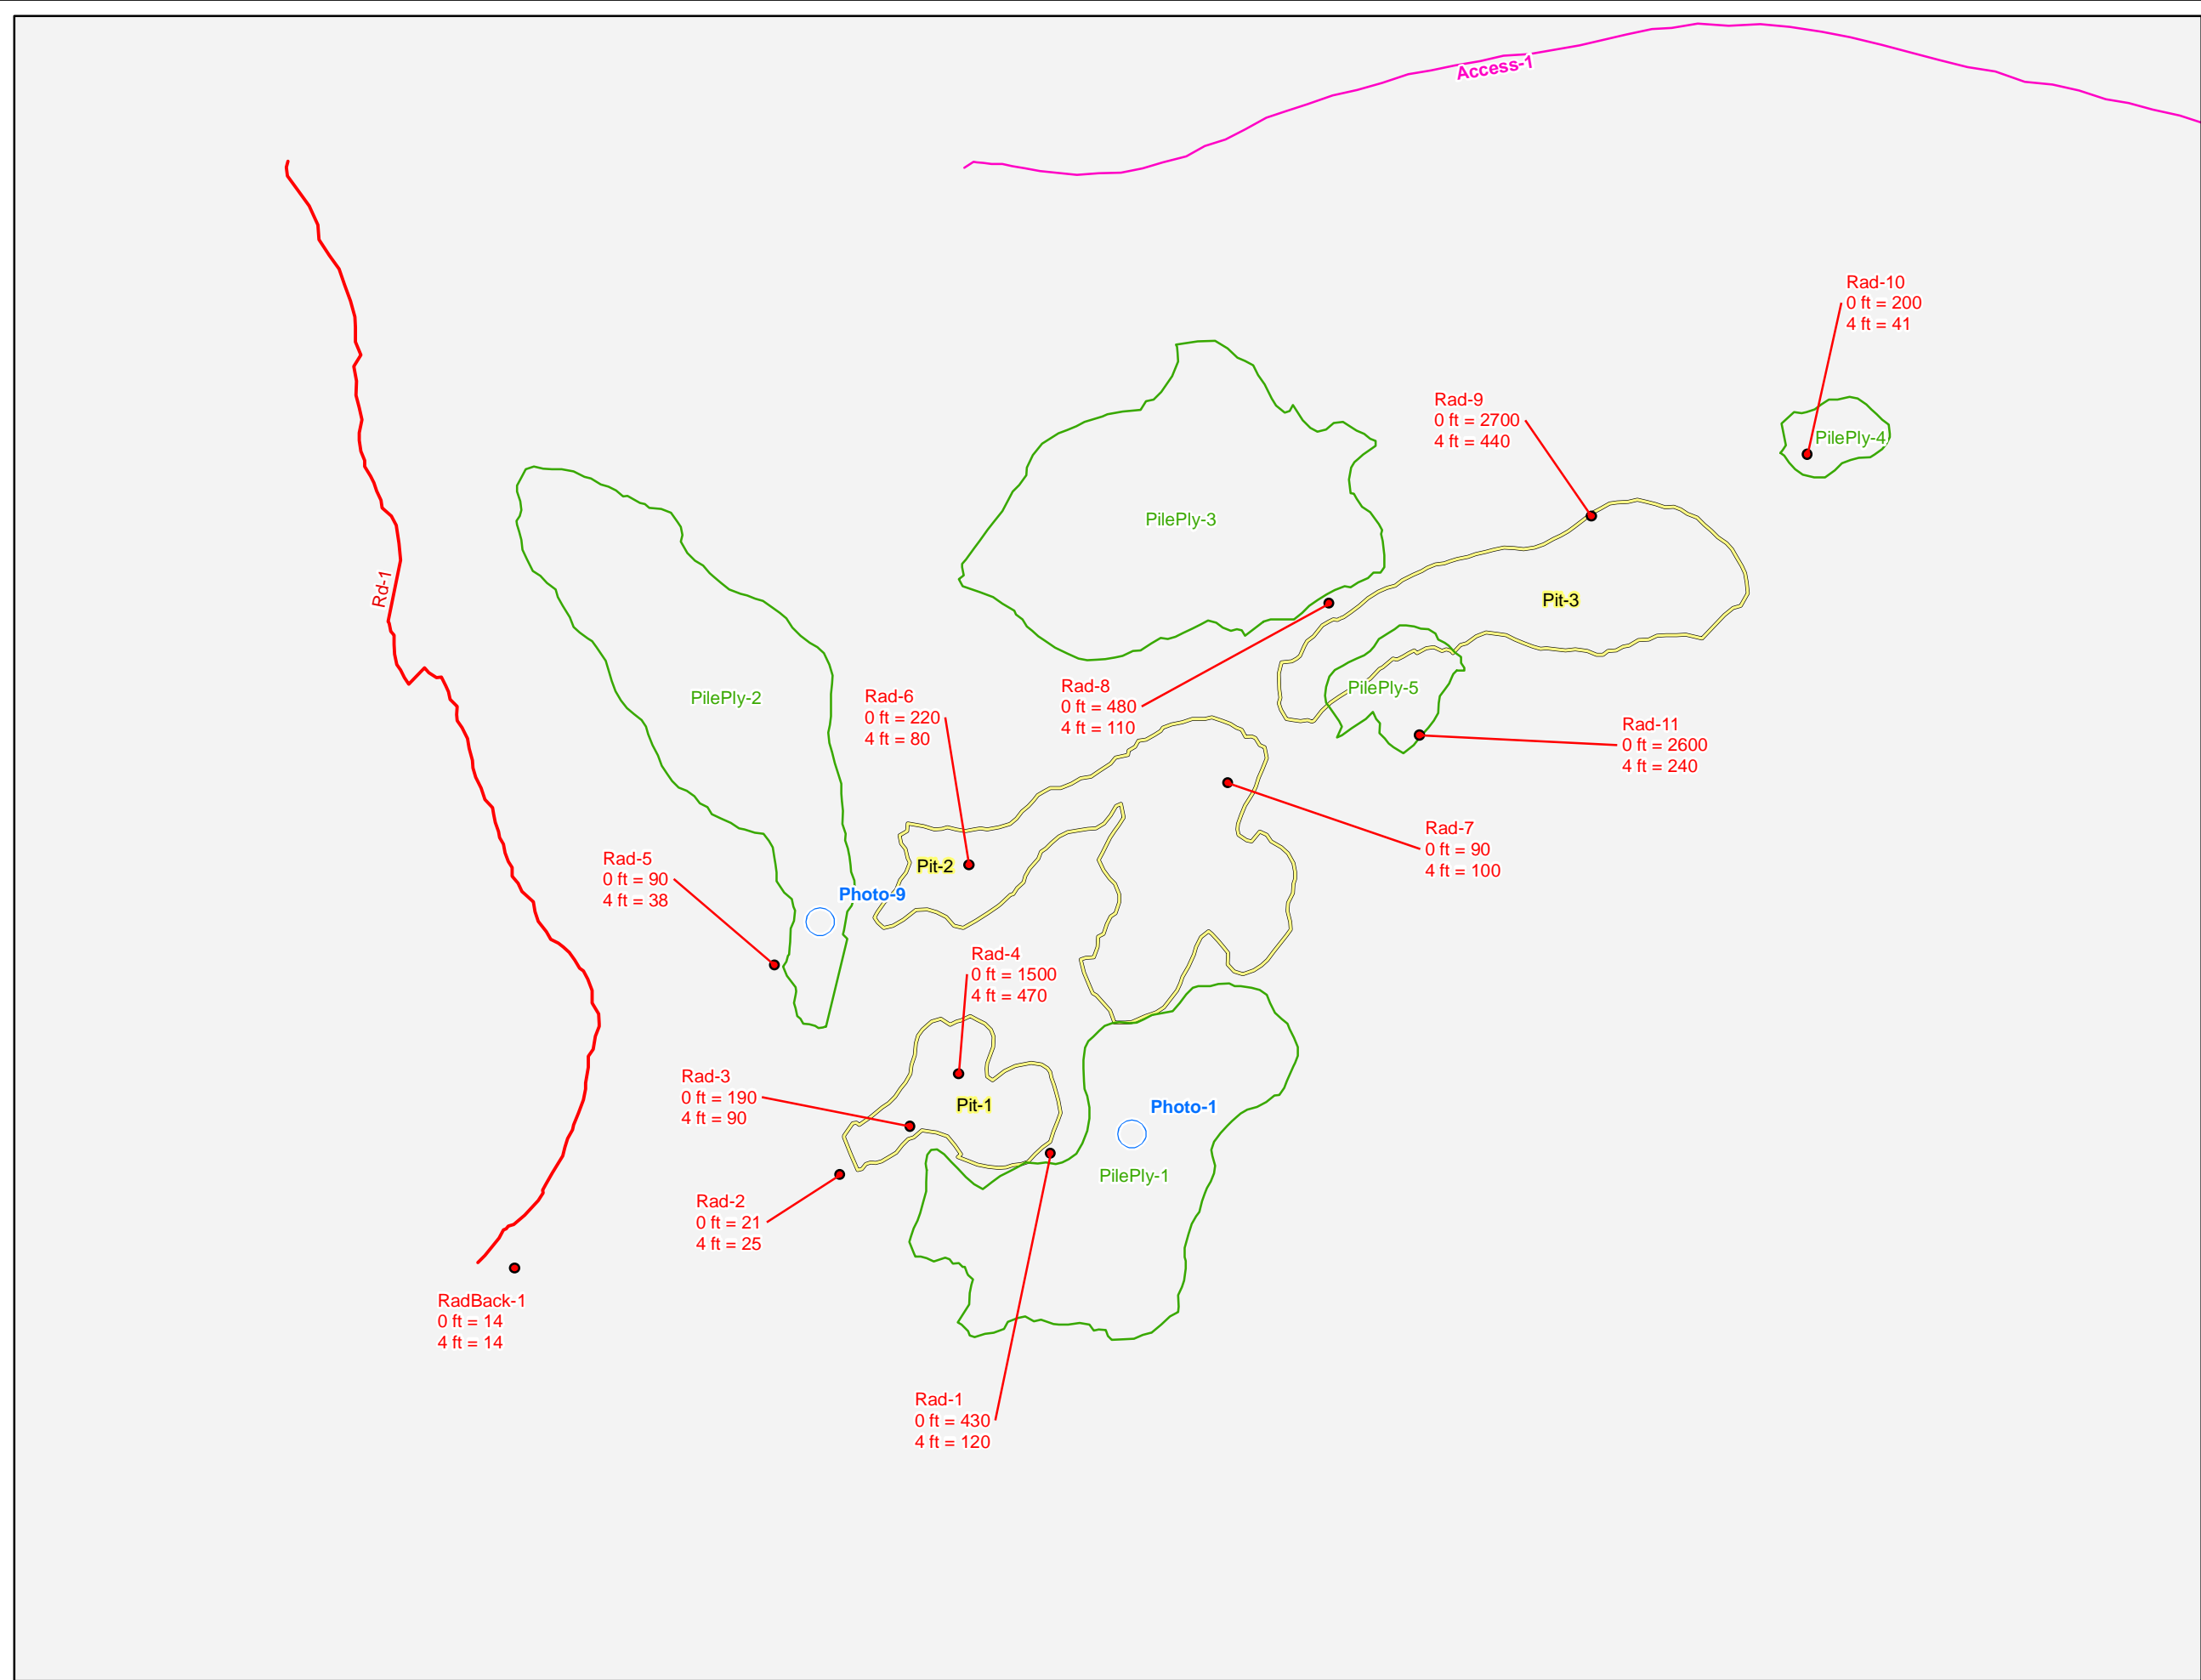 Access-1
Rad-10
0 ft = 200
4 ft = 41
Rad-9
0 ft = 2700
4 ft = 440
PilePly-4
PilePly-3
Rd-1
Pit-3
PilePly-2
Rad-6
0 ft = 220
4 ft = 80
Rad-8
0 ft = 480
4 ft = 110
PilePly-5
Rad-11
0 ft = 2600
4 ft = 240
Rad-7
0 ft = 90
4 ft = 100
Rad-5
0 ft = 90
4 ft = 38
Pit-2
Photo-9
Rad-4
0 ft = 1500
4 ft = 470
Rad-3
0 ft = 190
4 ft = 90
Pit-1
Photo-1
PilePly-1
Rad-2
0 ft = 21
4 ft = 25
RadBack-1
0 ft = 14
4 ft = 14
Rad-1
0 ft = 430
4 ft = 120